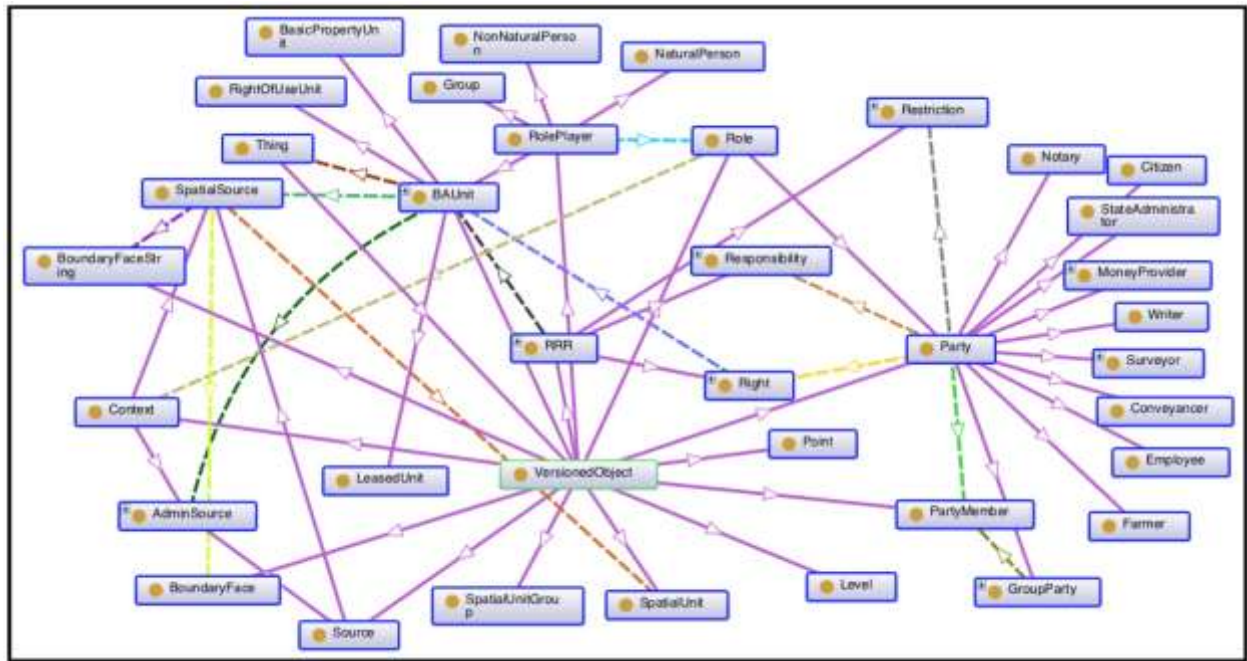 BasicPropertyUn
it
NonNaturalPerso
n
NaturalPerson
RightOfUseUnit
Group
Restriction
Thing
RolePlayer
Role
Notary
Citizen
SpatialSource
BAUnit
StateAdministra
tor
BoundaryFaceStr
ing
Responsibility
MoneyProvider
Writer
RRR
Party
Surveyor
Right
Context
Conveyancer
Point
VersionedObject
Employee
LeasedUnit
AdminSource
PartyMember
Farmer
BoundaryFace
Level
GroupParty
SpatialUnitGrou
p
SpatialUnit
Source